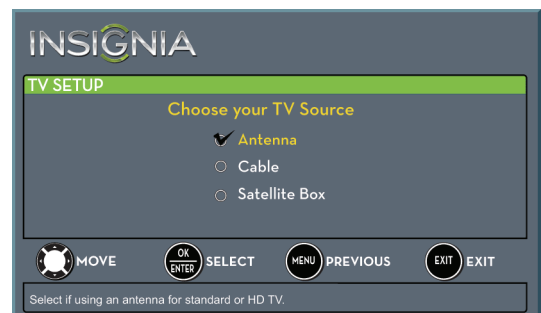 INSIGNIA
TV SETUP
Choose your TV Source
Antenna
Cable
Satellite Box
MOVE OK ENTER SELECT MENU PREVIOUS EXIT EXIT
Select if using an antenna for standard or HD TV.